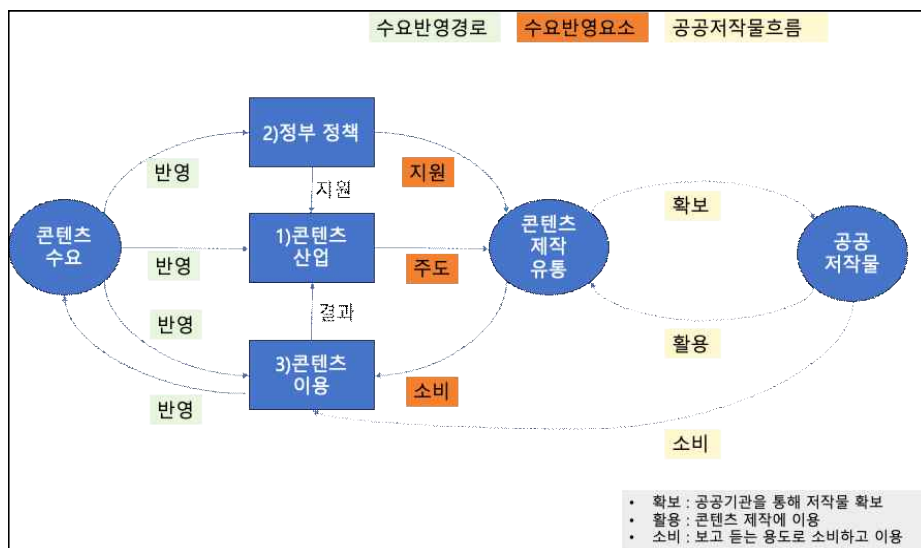 수요반영경로 수요반영요소 공공저작물흐름
2)정부 정책
반영
지원
지원
확보
콘텐츠
수요
1)콘텐츠
산업
콘텐츠
제작
유통
공공
저작물
반영
주도
반영
결과
활용
3)콘텐츠
이용
소비
반영
소비
• 확보 : 공공기관을 통해 저작물 확보
• 활용 : 콘텐츠 제작에 이용
• 소비 : 보고 듣는 용도로 소비하고 이용